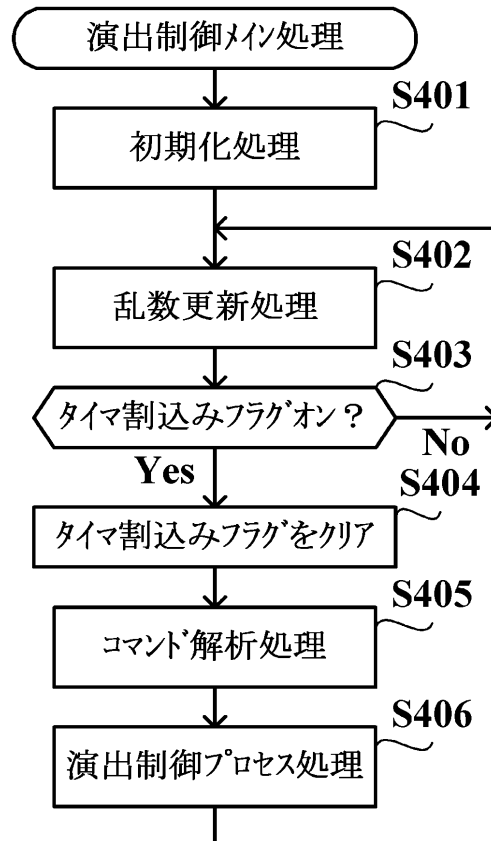 演出制御ﾒｲﾝ処理
S401
初期化処理
S402
乱数更新処理
S403
ﾀｲﾏ割込みﾌﾗｸﾞｵﾝ？
No
Yes
S404
ﾀｲﾏ割込みﾌﾗｸﾞをｸﾘｱ
S405
ｺﾏﾝﾄﾞ解析処理
S406
演出制御ﾌﾟﾛｾｽ処理